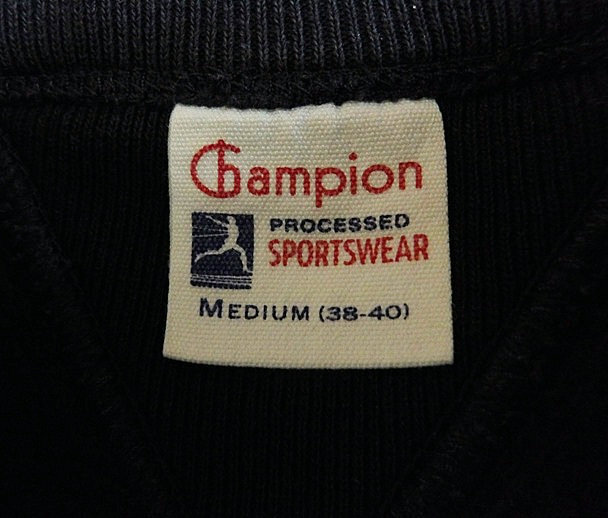 Champion
PROCESSED
SPORTSWEAR
MEDIUM (38-40)